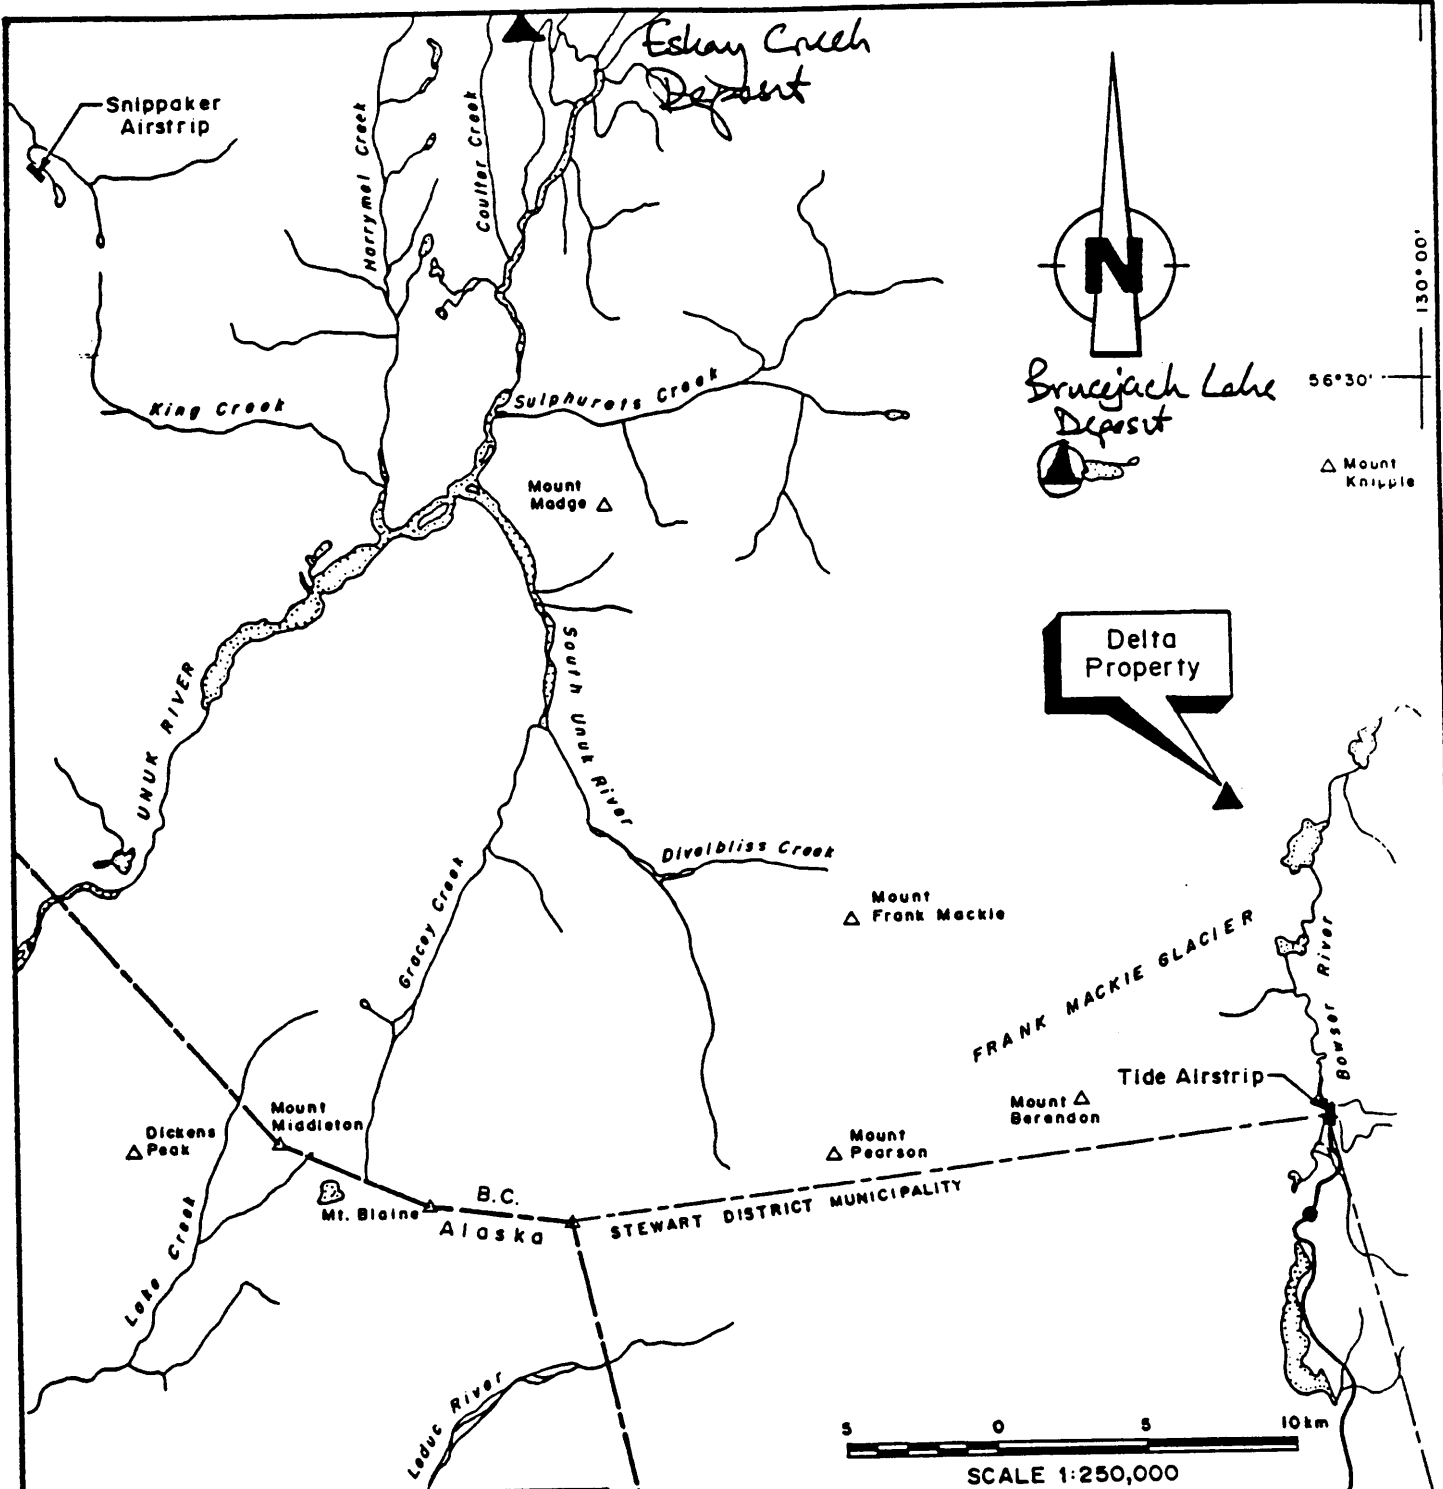 Eskay Creek
Deposit
Snippaker
Airstrip
Harrymel Creek
Coulter Creek
N
130° 00'
56°30'
Brucejack Lake
Deposit
Mount
Knipple
King Creek
Sulphurets Creek
Mount
Madge
South Unuk River
Delta
Property
UNUK RIVER
Divelbliss Creek
Gracey Creek
Mount
Frank Mackie
FRANK MACKIE GLACIER
Bowser River
Tide Airstrip
Mount
Berendon
Mount
Middleton
Dickens
Peak
Mount
Pearson
B.C.
Mt. Blaine
Alaska
STEWART DISTRICT MUNICIPALITY
Lake Creek
Leduc River
5 0 5 10 km
SCALE 1:250,000